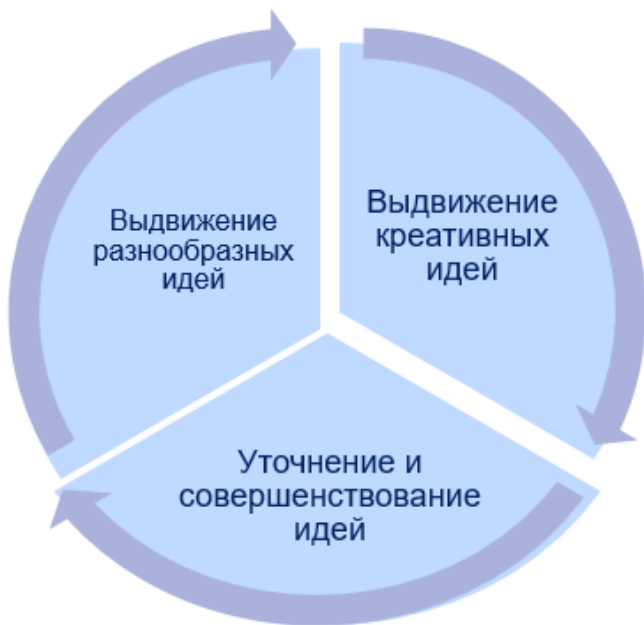 Выдвижение
разнообразных
идей
Выдвижение
креативных
идей
Уточнение и
совершенствование
идей